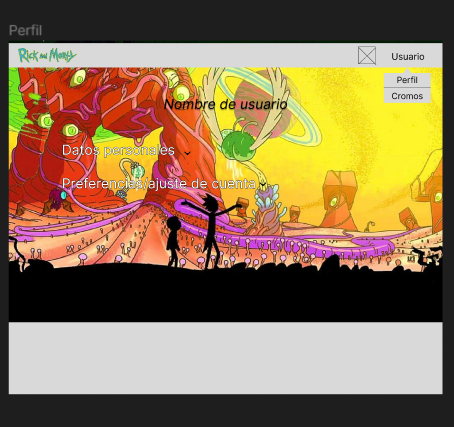 Perfil
Rick and Morty
Usuario
Perfil
Cromos
Nombre de usuario
Datos personales
Preferencias/ajuste de cuenta